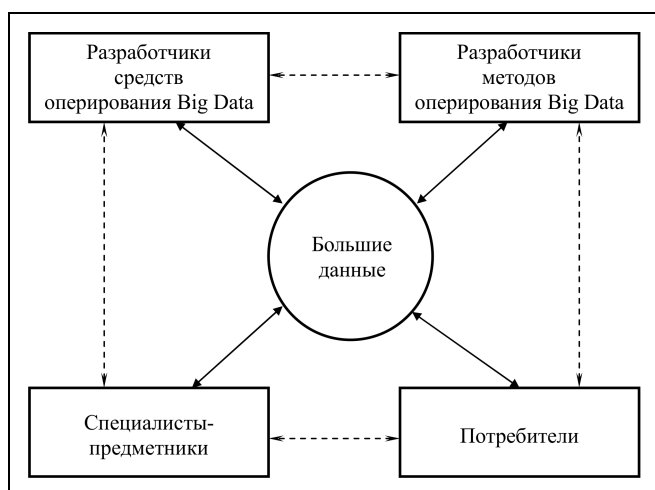 Разработчики
средств
оперирования Big Data
Разработчики
методов
оперирования Big Data
Большие
данные
Специалисты-
предметники
Потребители